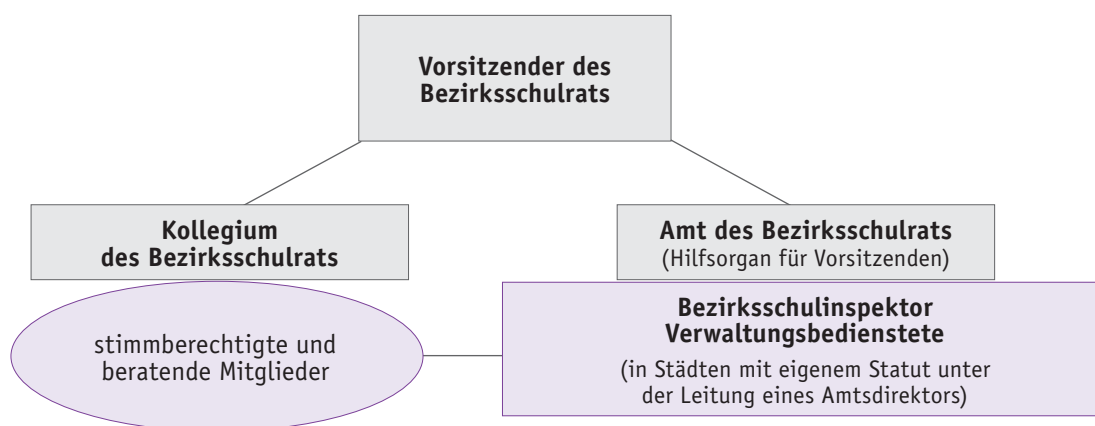 Vorsitzender des
Bezirksschulrats
Kollegium
des Bezirksschulrats
Amt des Bezirksschulrats
(Hilfsorgan für Vorsitzenden)
stimmberechtigte und
beratende Mitglieder
Bezirksschulinspektor
Verwaltungsbedienstete
(in Städten mit eigenem Statut unter
der Leitung eines Amtsdirektors)